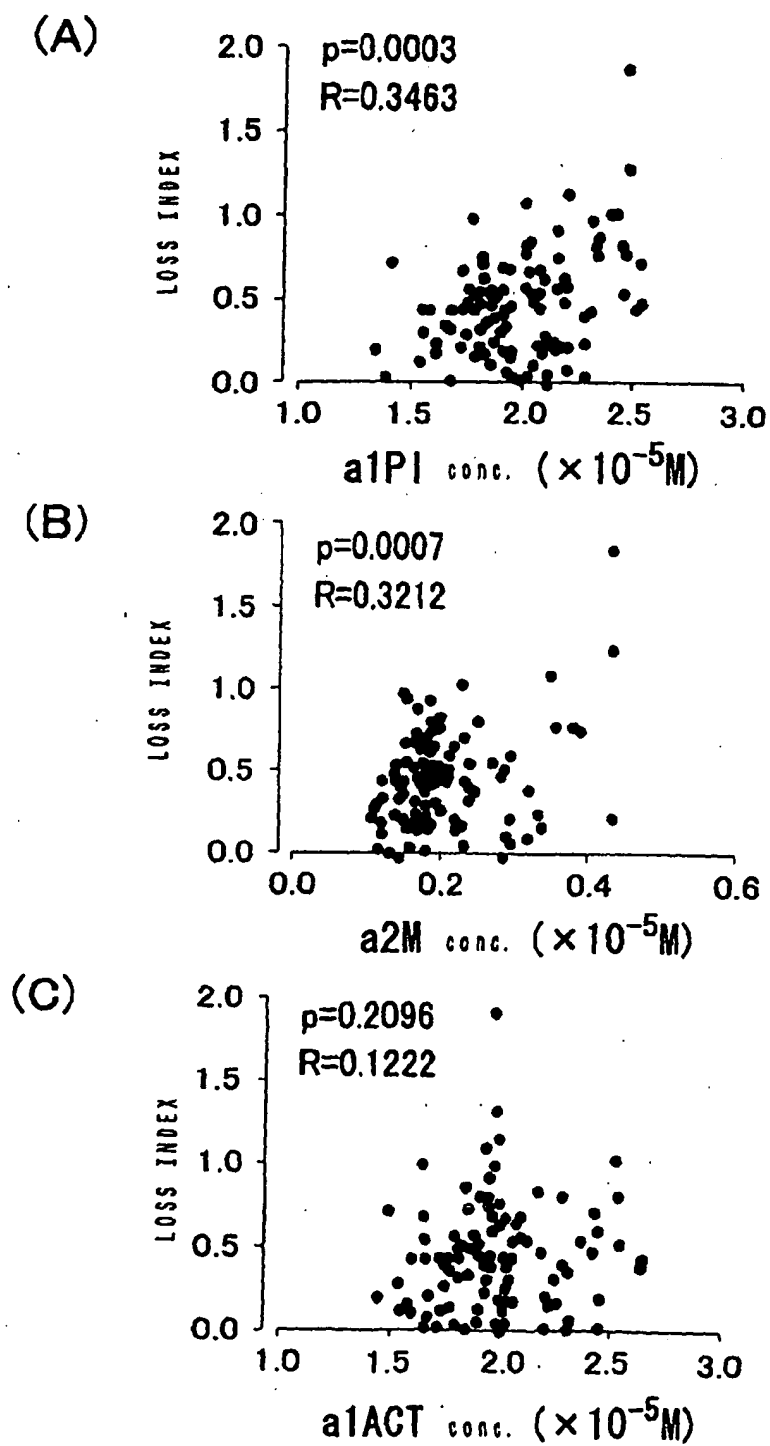 (A)
2.0
p=0.0003
R=0.3463
1.5
LOSS INDEX
1.0
0.5
0.0
1.0 1.5 2.0 2.5 3.0
a1PI conc. (×10⁻⁵M)
(B)
2.0
p=0.0007
R=0.3212
1.5
LOSS INDEX
1.0
0.5
0.0
0.0 0.2 0.4 0.6
a2M conc. (×10⁻⁵M)
(C)
2.0
p=0.2096
R=0.1222
1.5
LOSS INDEX
1.0
0.5
0.0
1.0 1.5 2.0 2.5 3.0
a1ACT conc. (×10⁻⁵M)